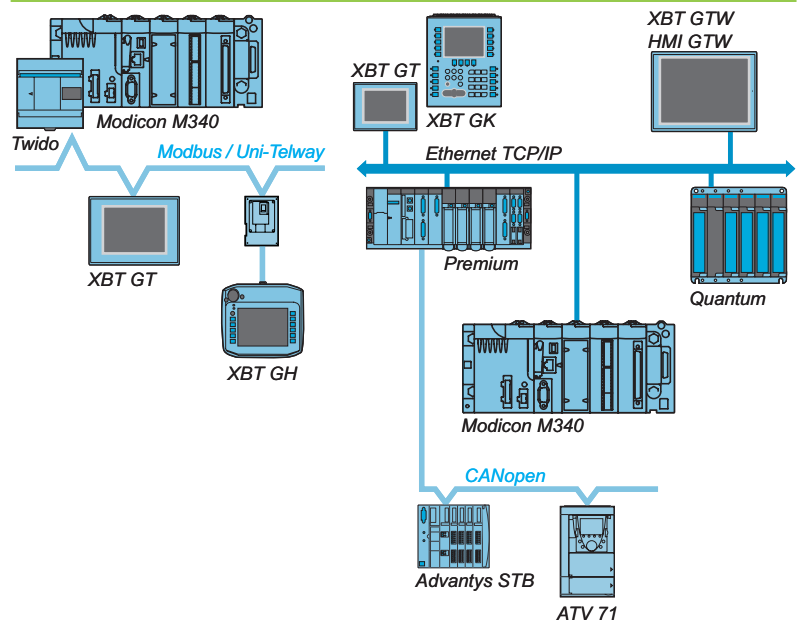 XBT GTW
HMI GTW
XBT GT
XBT GK
Modicon M340
Twido
Modbus / Uni-Telway
Ethernet TCP/IP
XBT GT
Premium
Quantum
XBT GH
Modicon M340
CANopen
Advantys STB
ATV 71